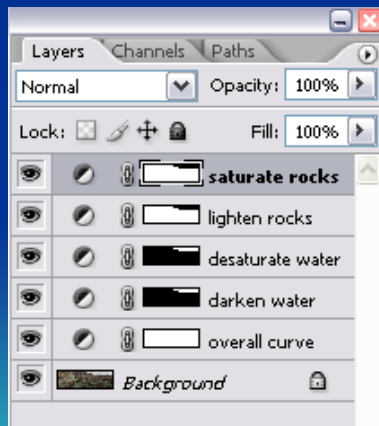 Layers Channels Paths
Normal Opacity: 100%
Lock: Fill: 100%
saturate rocks
lighten rocks
desaturate water
darken water
overall curve
Background